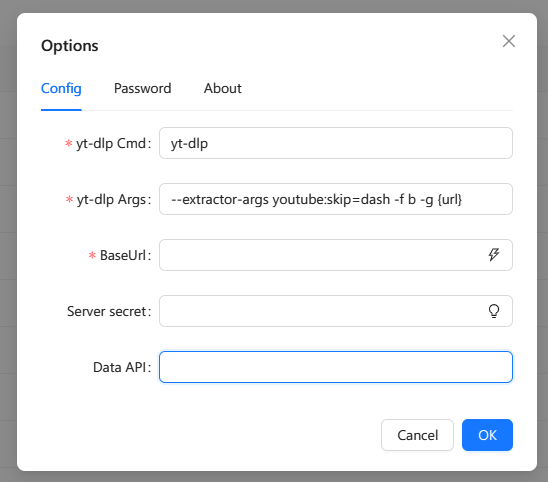 Options
Config Password About
* yt-dlp Cmd: yt-dlp
* yt-dlp Args: --extractor-args youtube:skip=dash -f b -g {url}
* BaseUrl:
Server secret:
Data API:
Cancel OK